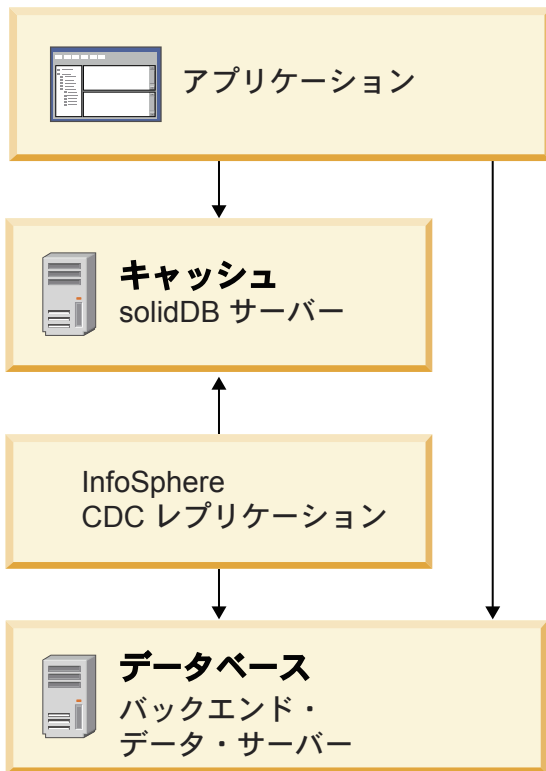 アプリケーション
キャッシュ
solidDB サーバー
InfoSphere
CDC レプリケーション
データベース
バックエンド・
データ・サーバー